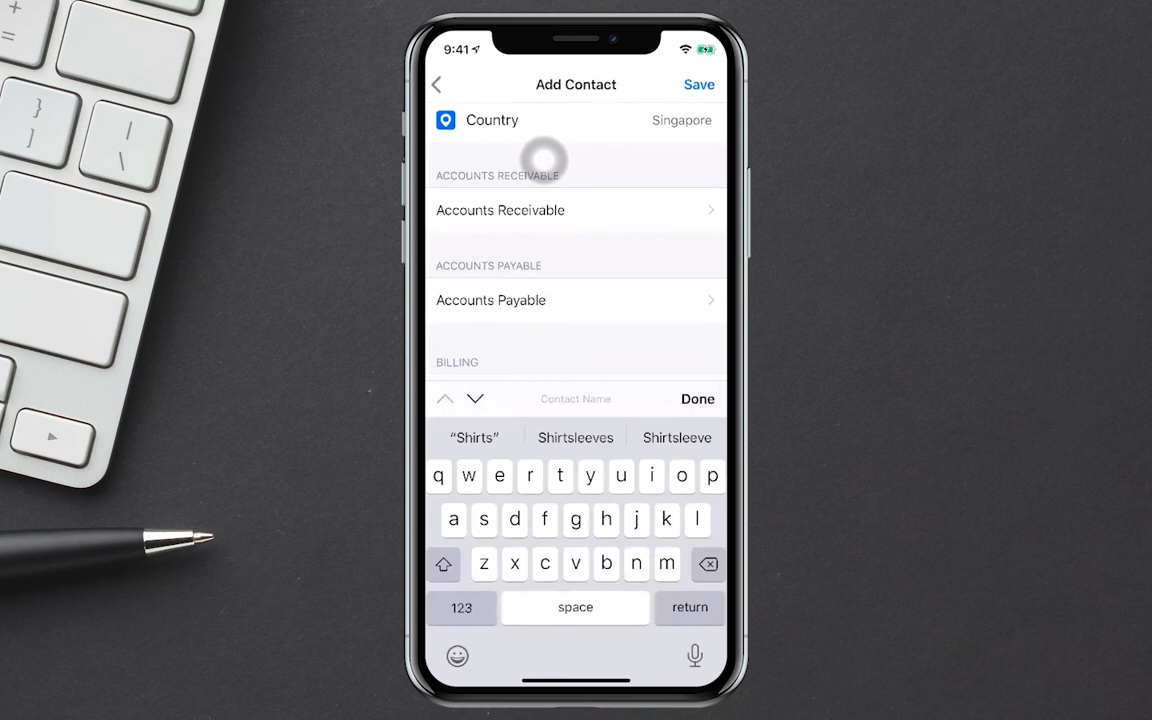 +
=
}
]
|
\
9:41
Add Contact
Save
Country
Singapore
ACCOUNTS RECEIVABLE
Accounts Receivable
ACCOUNTS PAYABLE
Accounts Payable
BILLING
Contact Name
Done
“Shirts”
Shirtsleeves
Shirtsleeve
q w e r t y u i o p
a s d f g h j k l
z x c v b n m
123
space
return